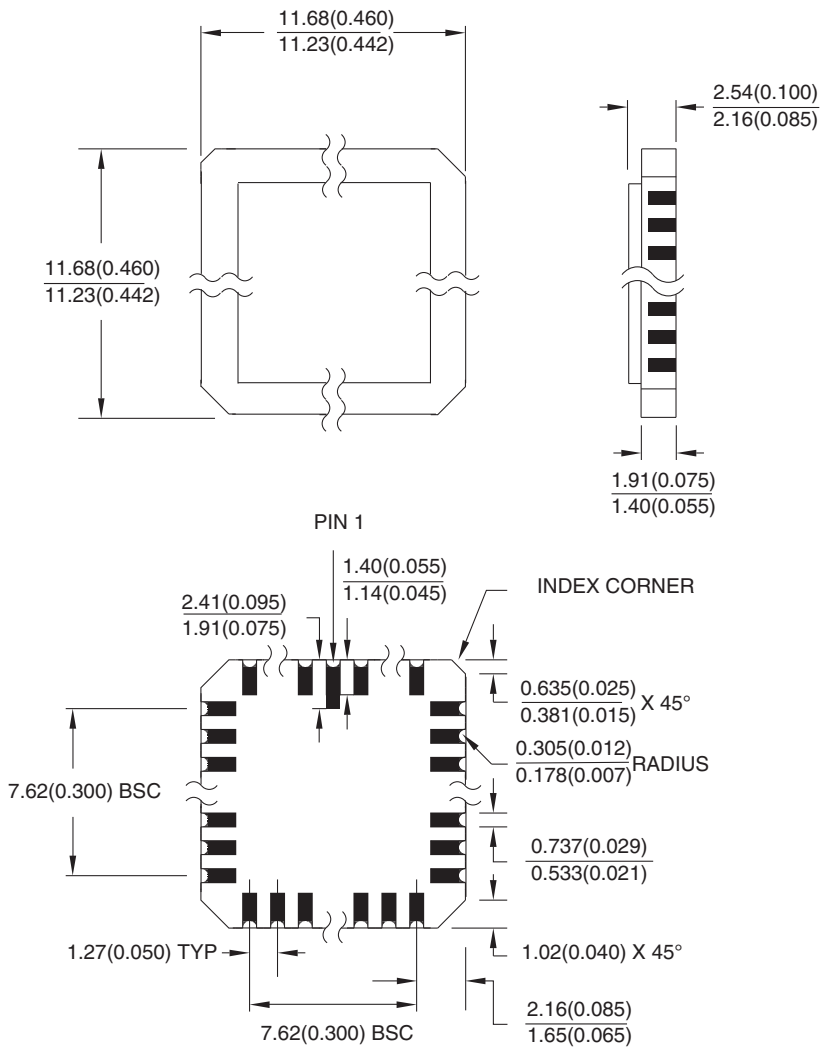 11.68(0.460)
11.23(0.442)
2.54(0.100)
2.16(0.085)
11.68(0.460)
11.23(0.442)
1.91(0.075)
1.40(0.055)
PIN 1
1.40(0.055)
1.14(0.045)
INDEX CORNER
2.41(0.095)
1.91(0.075)
0.635(0.025)
0.381(0.015) X 45°
0.305(0.012)
0.178(0.007) RADIUS
7.62(0.300) BSC
0.737(0.029)
0.533(0.021)
1.27(0.050) TYP
1.02(0.040) X 45°
2.16(0.085)
1.65(0.065)
7.62(0.300) BSC